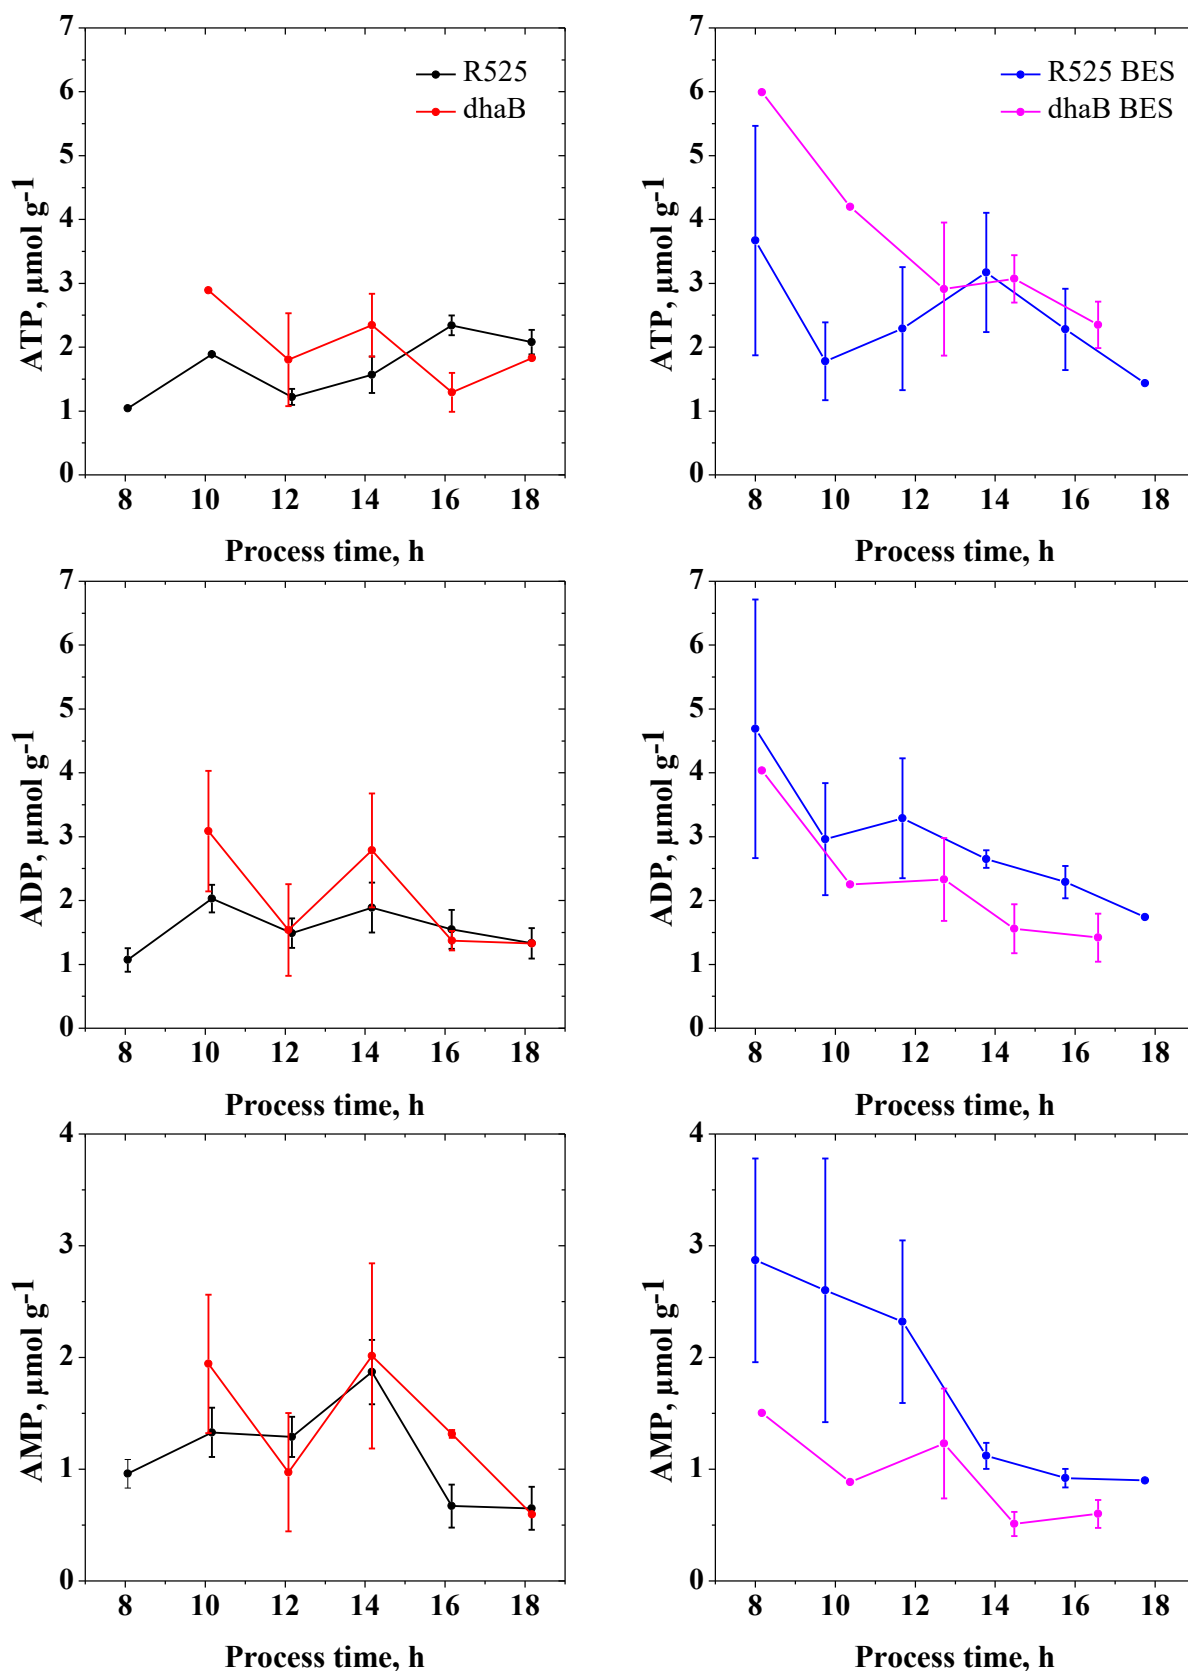 7
6
5
4
3
2
1
0
ATP, µmol g-1
R525
dhaB
8 10 12 14 16 18
Process time, h
7
6
5
4
3
2
1
0
ATP, µmol g-1
R525 BES
dhaB BES
8 10 12 14 16 18
Process time, h
7
6
5
4
3
2
1
0
ADP, µmol g-1
8 10 12 14 16 18
Process time, h
7
6
5
4
3
2
1
0
ADP, µmol g-1
8 10 12 14 16 18
Process time, h
4
3
2
1
0
AMP, µmol g-1
8 10 12 14 16 18
Process time, h
4
3
2
1
0
AMP, µmol g-1
8 10 12 14 16 18
Process time, h